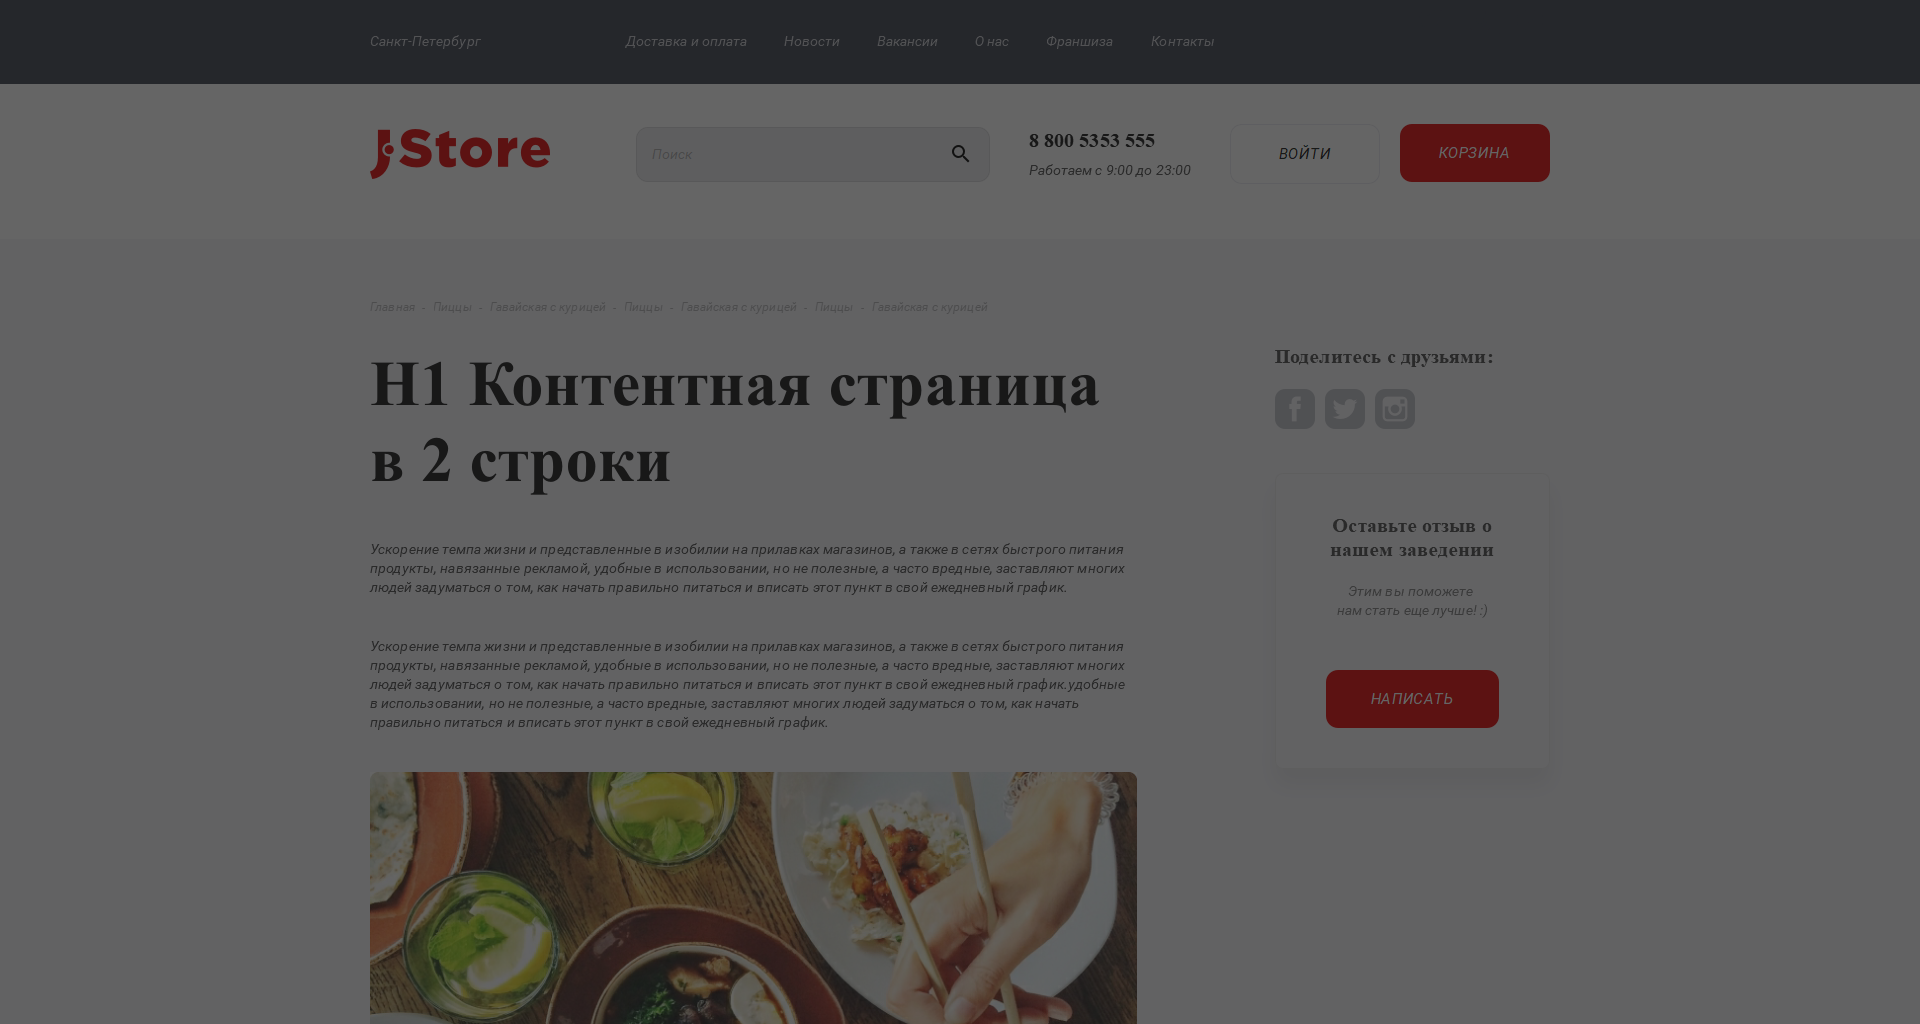 Санкт-Петербург
Доставка и оплата Новости Вакансии О нас Франшиза Контакты
JStore
Поиск
8 800 5353 555
Работаем с 9:00 до 23:00
ВОЙТИ
КОРЗИНА
Главная - Пиццы - Гавайская с курицей - Пиццы - Гавайская с курицей - Пиццы - Гавайская с курицей
H1 Контентная страница
в 2 строки
Ускорение темпа жизни и представленные в изобилии на прилавках магазинов, а также в сетях быстрого питания
продукты, навязанные рекламой, удобные в использовании, но не полезные, а часто вредные, заставляют многих
людей задуматься о том, как начать правильно питаться и вписать этот пункт в свой ежедневный график.
Ускорение темпа жизни и представленные в изобилии на прилавках магазинов, а также в сетях быстрого питания
продукты, навязанные рекламой, удобные в использовании, но не полезные, а часто вредные, заставляют многих
людей задуматься о том, как начать правильно питаться и вписать этот пункт в свой ежедневный график.удобные
в использовании, но не полезные, а часто вредные, заставляют многих людей задуматься о том, как начать
правильно питаться и вписать этот пункт в свой ежедневный график.
Поделитесь с друзьями:
Оставьте отзыв о
нашем заведении
Этим вы поможете
нам стать еще лучше! :)
НАПИСАТЬ